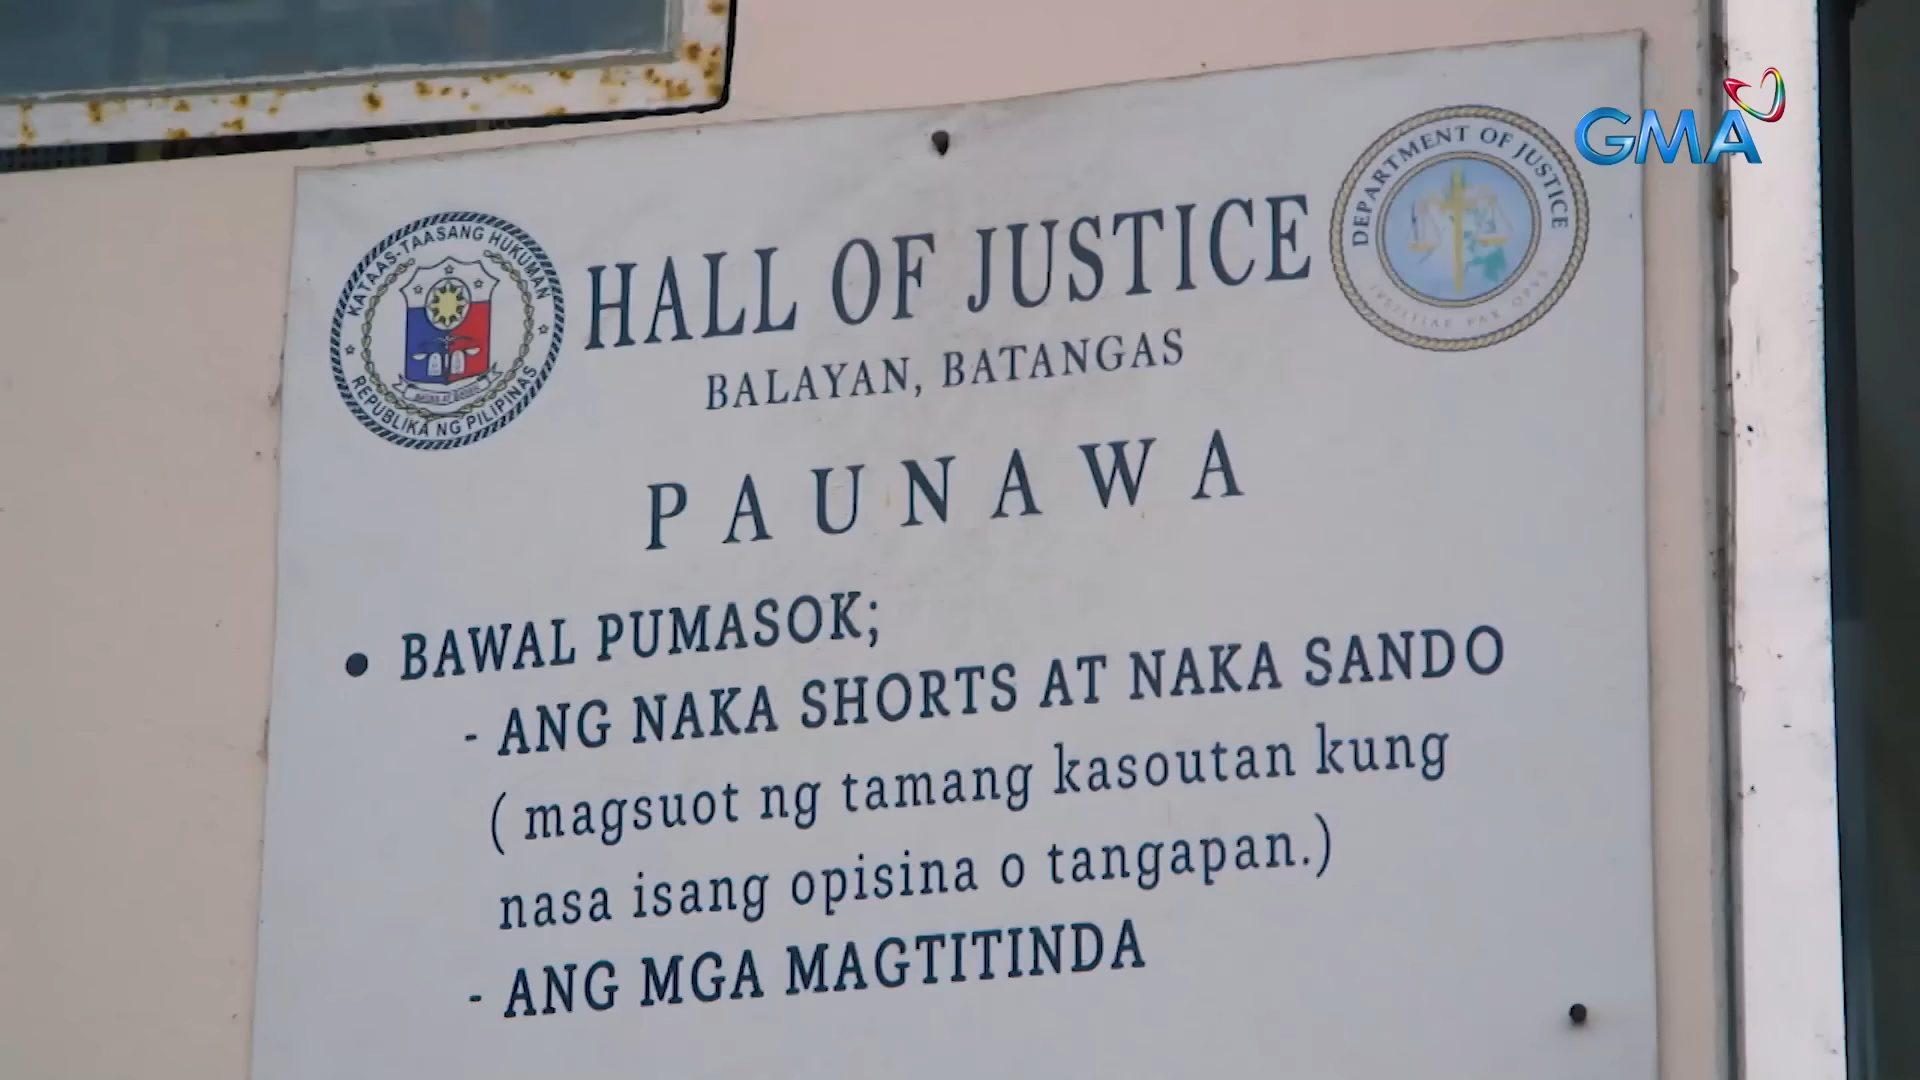 GMA
KATAAS-TAASANG HUKUMAN
REPUBLIKA NG PILIPINAS
DEPARTMENT OF JUSTICE
HALL OF JUSTICE
BALAYAN, BATANGAS
PAUNAWA
• BAWAL PUMASOK;
- ANG NAKA SHORTS AT NAKA SANDO
( magsuot ng tamang kasoutan kung
nasa isang opisina o tangapan.)
- ANG MGA MAGTITINDA